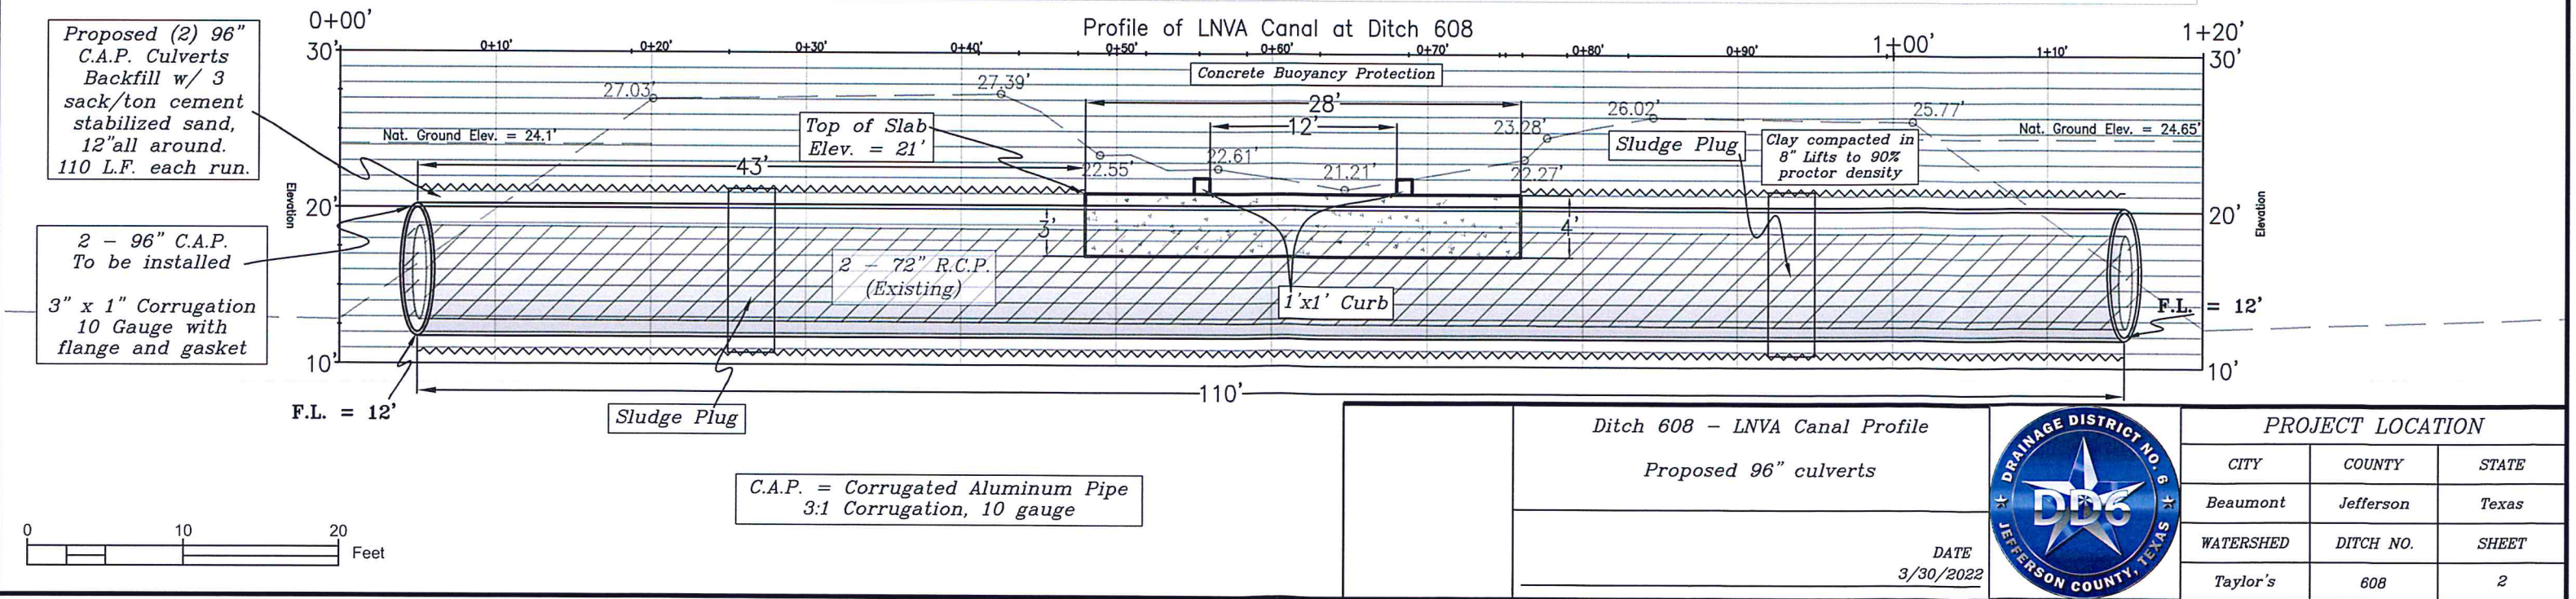 Profile of LNVA Canal at Ditch 608
0+00'
1+20'
30'
0+10'
0+20'
0+30'
0+40'
0+50'
0+60'
0+70'
0+80'
0+90'
1+00'
1+10'
30'
Proposed (2) 96"
C.A.P. Culverts
Backfill w/ 3
sack/ton cement
stabilized sand,
12"all around.
110 L.F. each run.
Concrete Buoyancy Protection
27.03'
27.39'
28'
12'
26.02'
25.77'
23.28'
Nat. Ground Elev. = 24.1'
Top of Slab
Elev. = 21'
Sludge Plug
Clay compacted in
8" Lifts to 90%
proctor density
Nat. Ground Elev. = 24.65'
43'
22.55'
22.61'
21.21'
22.27'
Elevation
20'
20'
Elevation
3'
4'
2 - 96" C.A.P.
To be installed
3" x 1" Corrugation
10 Gauge with
flange and gasket
2 - 72" R.C.P.
(Existing)
1'x1' Curb
F.L. = 12'
10'
10'
110'
F.L. = 12'
Sludge Plug
C.A.P. = Corrugated Aluminum Pipe
3:1 Corrugation, 10 gauge
0
10
20
Feet
Ditch 608 - LNVA Canal Profile
Proposed 96" culverts
DATE
3/30/2022
DRAINAGE DISTRICT NO. 6
DD6
JEFFERSON COUNTY, TEXAS
PROJECT LOCATION
CITY COUNTY STATE
Beaumont Jefferson Texas
WATERSHED DITCH NO. SHEET
Taylor's 608 2